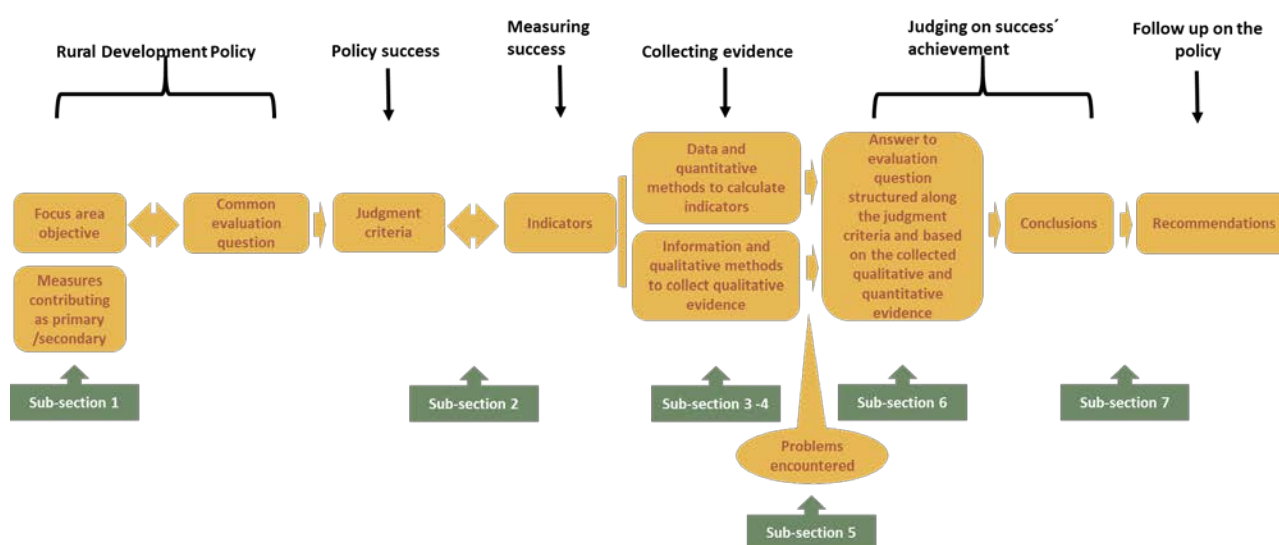 Rural Development Policy
Policy success
Measuring
success
Collecting evidence
Judging on success´
achievement
Follow up on the
policy
Focus area
objective
Common
evaluation
question
Judgment
criteria
Indicators
Data and
quantitative
methods to calculate
indicators
Information and
qualitative methods
to collect qualitative
evidence
Answer to
evaluation
question
structured along
the judgment
criteria and based
on the collected
qualitative and
quantitative
evidence
Conclusions
Recommendations
Measures
contributing
as primary
/secondary
Sub-section 1
Sub-section 2
Sub-section 3 -4
Sub-section 6
Sub-section 7
Problems
encountered
Sub-section 5